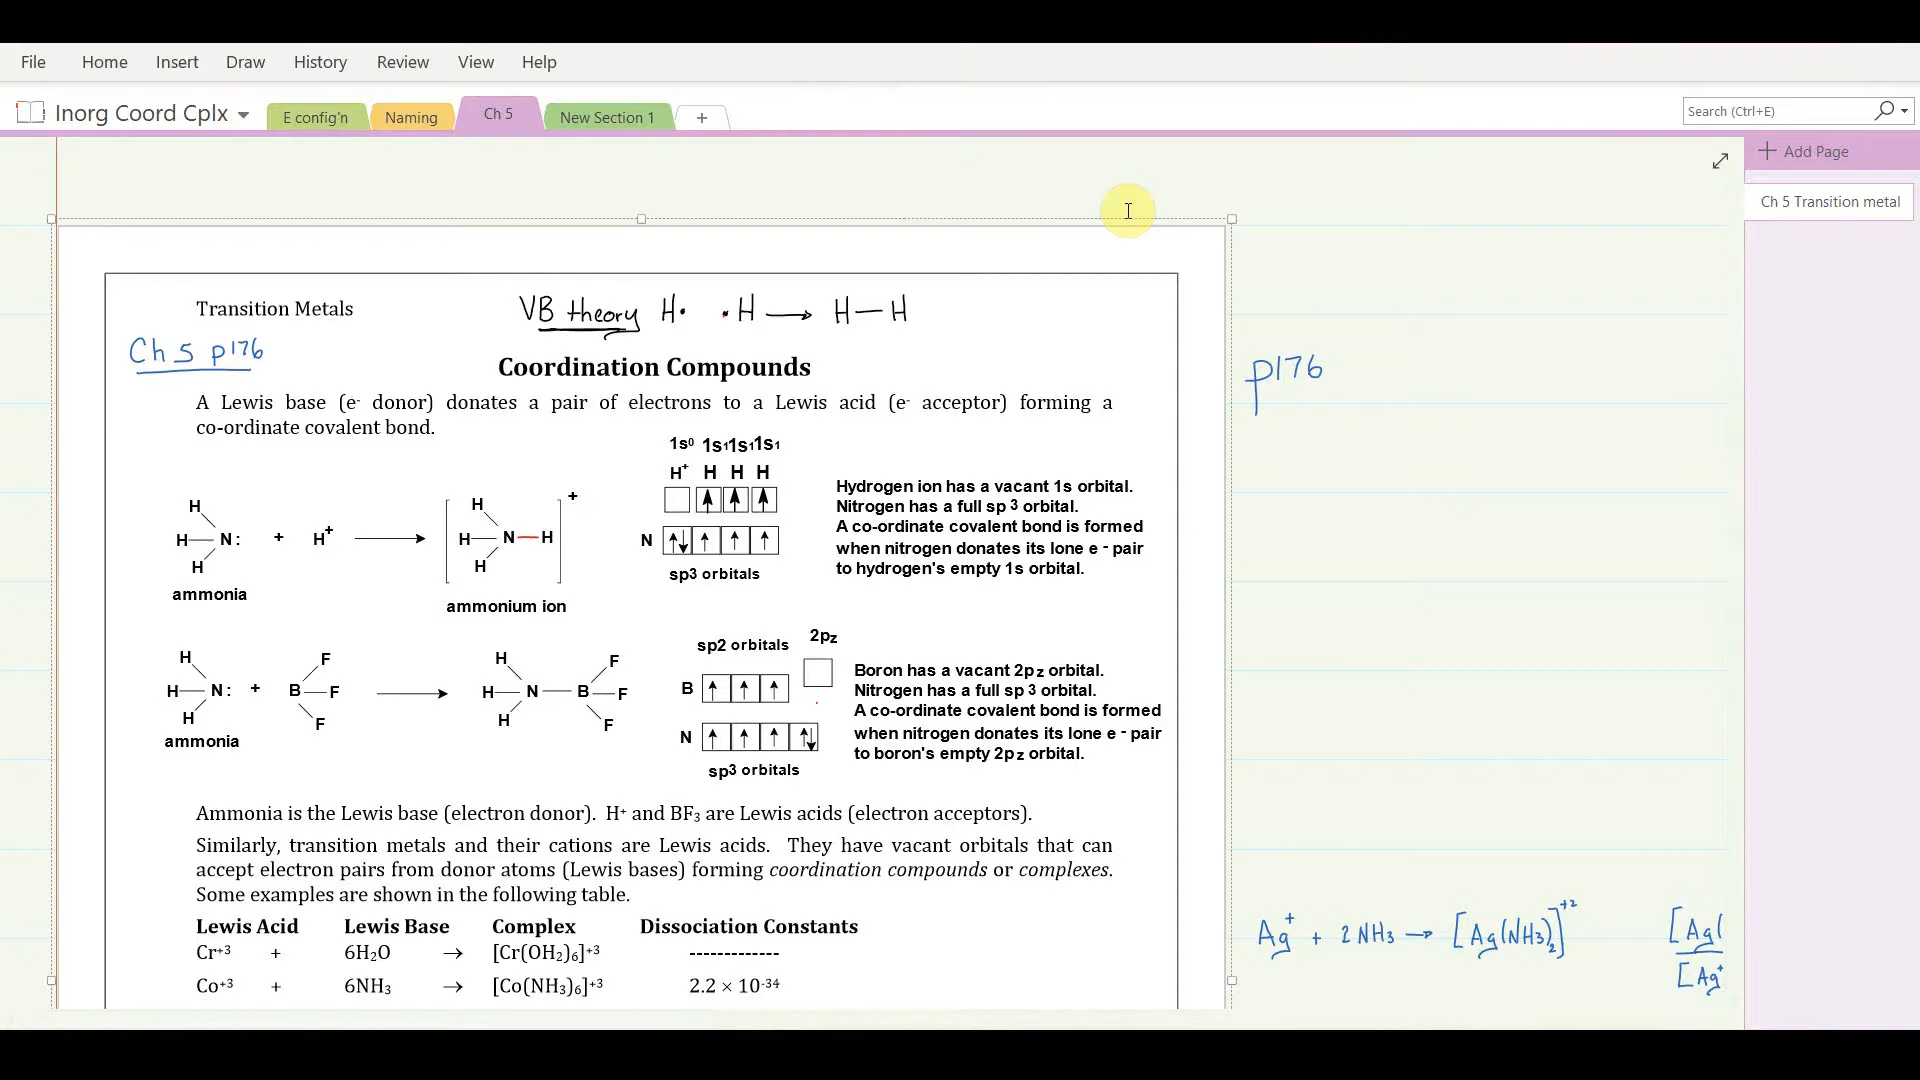 File Home Insert Draw History Review View Help
Inorg Coord Cplx E config'n Naming Ch 5 New Section 1 + Search (Ctrl+E)
Add Page
Ch 5 Transition metal
Transition Metals VB theory H· ·H → H—H
Ch 5 p176
Coordination Compounds
p176
A Lewis base (e- donor) donates a pair of electrons to a Lewis acid (e- acceptor) forming a
co-ordinate covalent bond.
1s⁰ 1s1 1s1 1s1
H⁺ H H H
N
sp3 orbitals
Hydrogen ion has a vacant 1s orbital.
Nitrogen has a full sp 3 orbital.
A co-ordinate covalent bond is formed
when nitrogen donates its lone e - pair
to hydrogen's empty 1s orbital.
H
H—N: + H⁺ → [H—N—H]⁺
H
H
H
ammonia
ammonium ion
sp2 orbitals 2pz
B
N
sp3 orbitals
Boron has a vacant 2pz orbital.
Nitrogen has a full sp 3 orbital.
A co-ordinate covalent bond is formed
when nitrogen donates its lone e - pair
to boron's empty 2pz orbital.
H F H F
H—N: + B—F → H—N—B—F
H F H F
ammonia
Ammonia is the Lewis base (electron donor). H⁺ and BF₃ are Lewis acids (electron acceptors).
Similarly, transition metals and their cations are Lewis acids. They have vacant orbitals that can
accept electron pairs from donor atoms (Lewis bases) forming coordination compounds or complexes.
Some examples are shown in the following table.
Lewis Acid Lewis Base Complex Dissociation Constants
Cr+3 + 6H₂O → [Cr(OH₂)₆]+3 -------------
Co+3 + 6NH₃ → [Co(NH₃)₆]+3 2.2 × 10-34
Ag⁺ + 2NH₃ → [Ag(NH₃)₂]+2
[Ag(
[Ag⁺